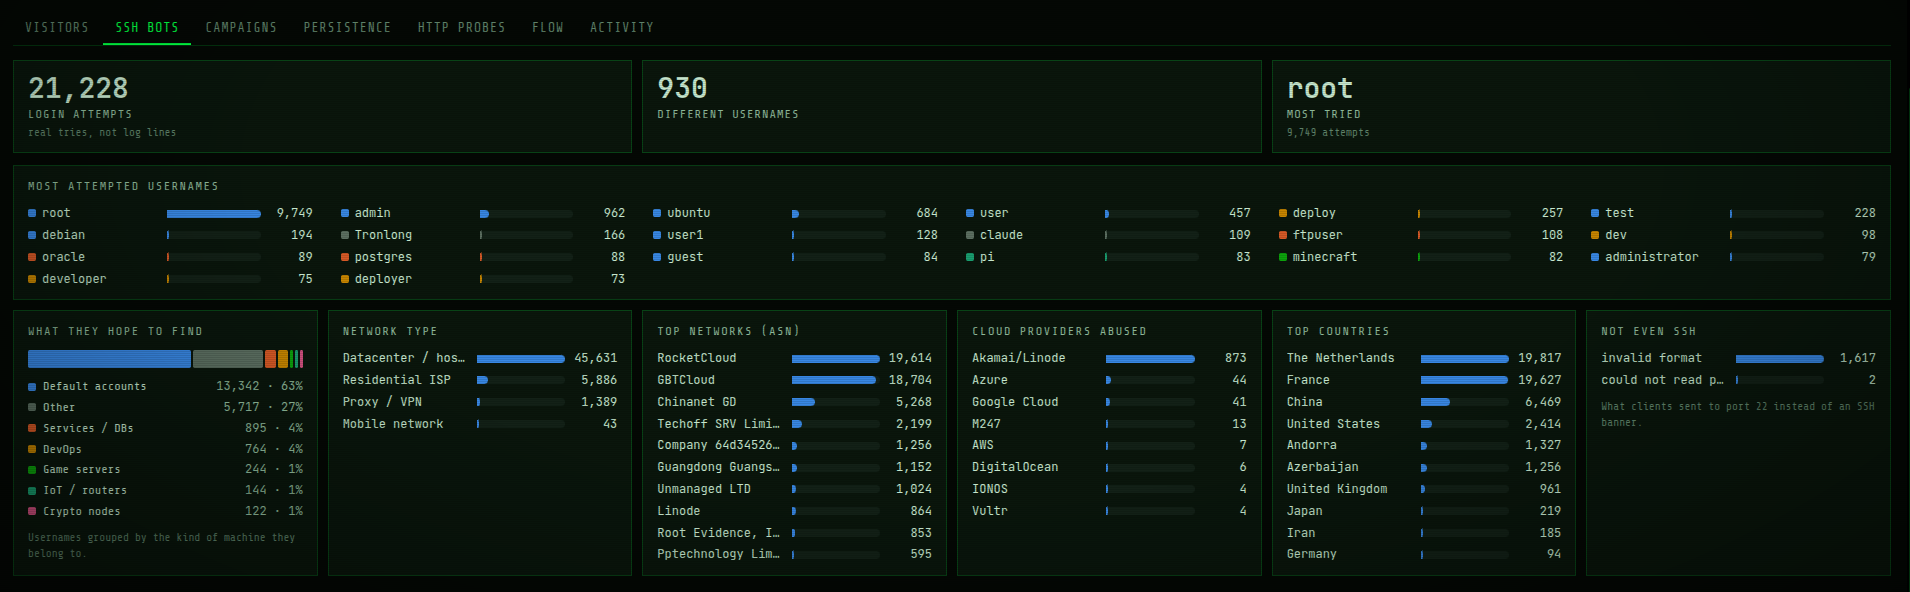 VISITORS SSH BOTS CAMPAIGNS PERSISTENCE HTTP PROBES FLOW ACTIVITY
21,228
LOGIN ATTEMPTS
real tries, not log lines
930
DIFFERENT USERNAMES
root
MOST TRIED
9,749 attempts
MOST ATTEMPTED USERNAMES
root 9,749 admin 962 ubuntu 684 user 457 deploy 257 test 228
debian 194 Tronlong 166 user1 128 claude 109 ftpuser 108 dev 98
oracle 89 postgres 88 guest 84 pi 83 minecraft 82 administrator 79
developer 75 deployer 73
WHAT THEY HOPE TO FIND
Default accounts 13,342 · 63%
Other 5,717 · 27%
Services / DBs 895 · 4%
DevOps 764 · 4%
Game servers 244 · 1%
IoT / routers 144 · 1%
Crypto nodes 122 · 1%
Usernames grouped by the kind of machine they
belong to.
NETWORK TYPE
Datacenter / hos… 45,631
Residential ISP 5,886
Proxy / VPN 1,389
Mobile network 43
TOP NETWORKS (ASN)
RocketCloud 19,614
GBTCloud 18,704
Chinanet GD 5,268
Techoff SRV Limi… 2,199
Company 64d34526… 1,256
Guangdong Guangs… 1,152
Unmanaged LTD 1,024
Linode 864
Root Evidence, I… 853
Pptechnology Lim… 595
CLOUD PROVIDERS ABUSED
Akamai/Linode 873
Azure 44
Google Cloud 41
M247 13
AWS 7
DigitalOcean 6
IONOS 4
Vultr 4
TOP COUNTRIES
The Netherlands 19,817
France 19,627
China 6,469
United States 2,414
Andorra 1,327
Azerbaijan 1,256
United Kingdom 961
Japan 219
Iran 185
Germany 94
NOT EVEN SSH
invalid format 1,617
could not read p… 2
What clients sent to port 22 instead of an SSH
banner.